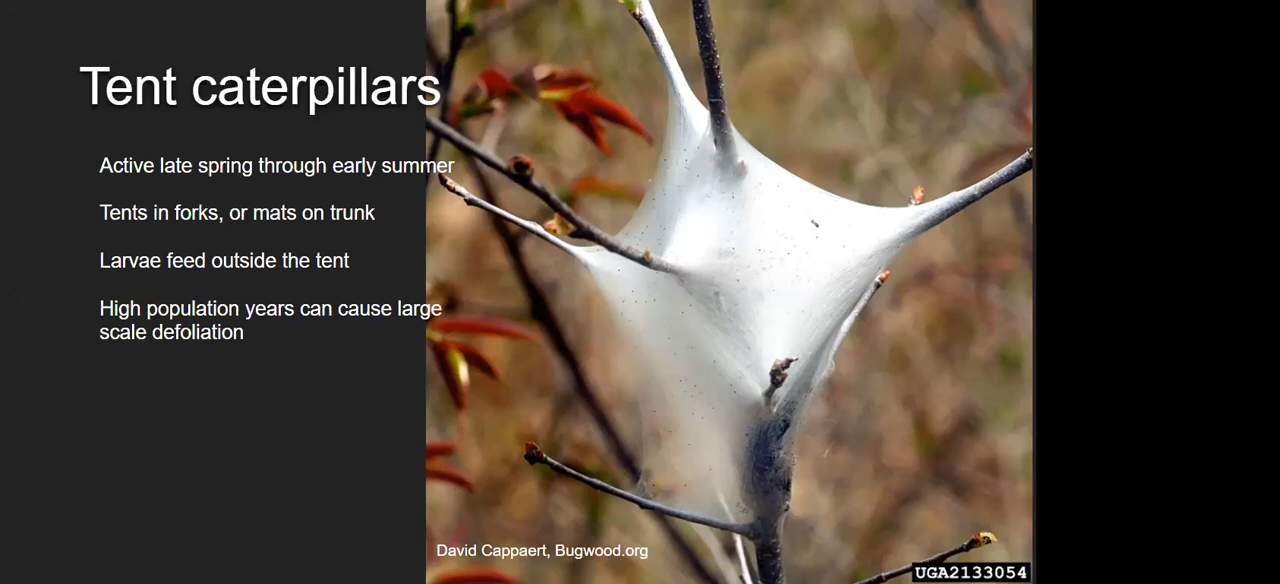 Tent caterpillars
Active late spring through early summer
Tents in forks, or mats on trunk
Larvae feed outside the tent
High population years can cause large
scale defoliation
David Cappaert, Bugwood.org
UGA2133054